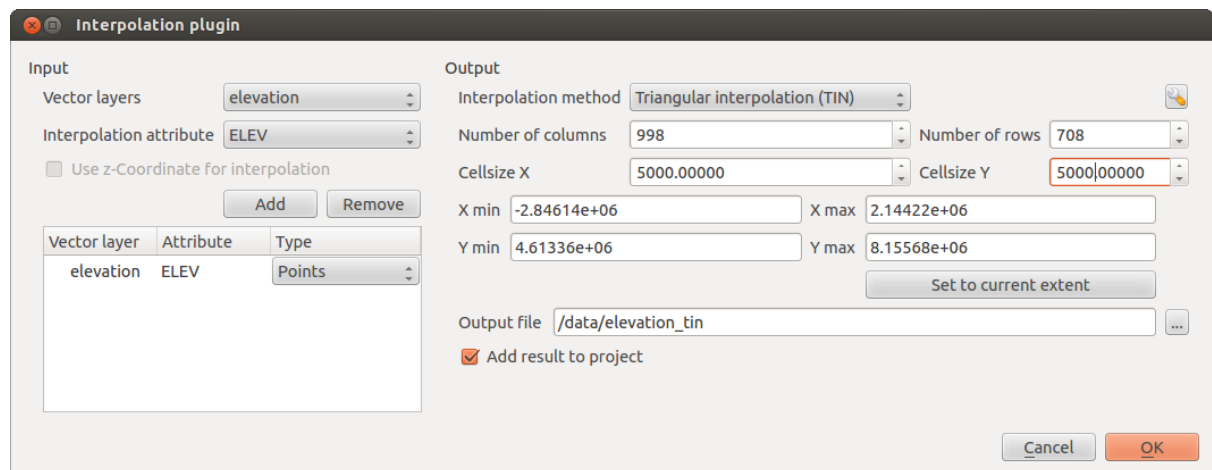 Interpolation plugin
Input
Vector layers elevation
Interpolation attribute ELEV
Use z-Coordinate for interpolation
Add Remove
Vector layer Attribute Type
elevation ELEV Points
Output
Interpolation method Triangular interpolation (TIN)
Number of columns 998 Number of rows 708
Cellsize X 5000.00000 Cellsize Y 5000.00000
X min -2.84614e+06 X max 2.14422e+06
Y min 4.61336e+06 Y max 8.15568e+06
Set to current extent
Output file /data/elevation_tin ...
Add result to project
Cancel OK